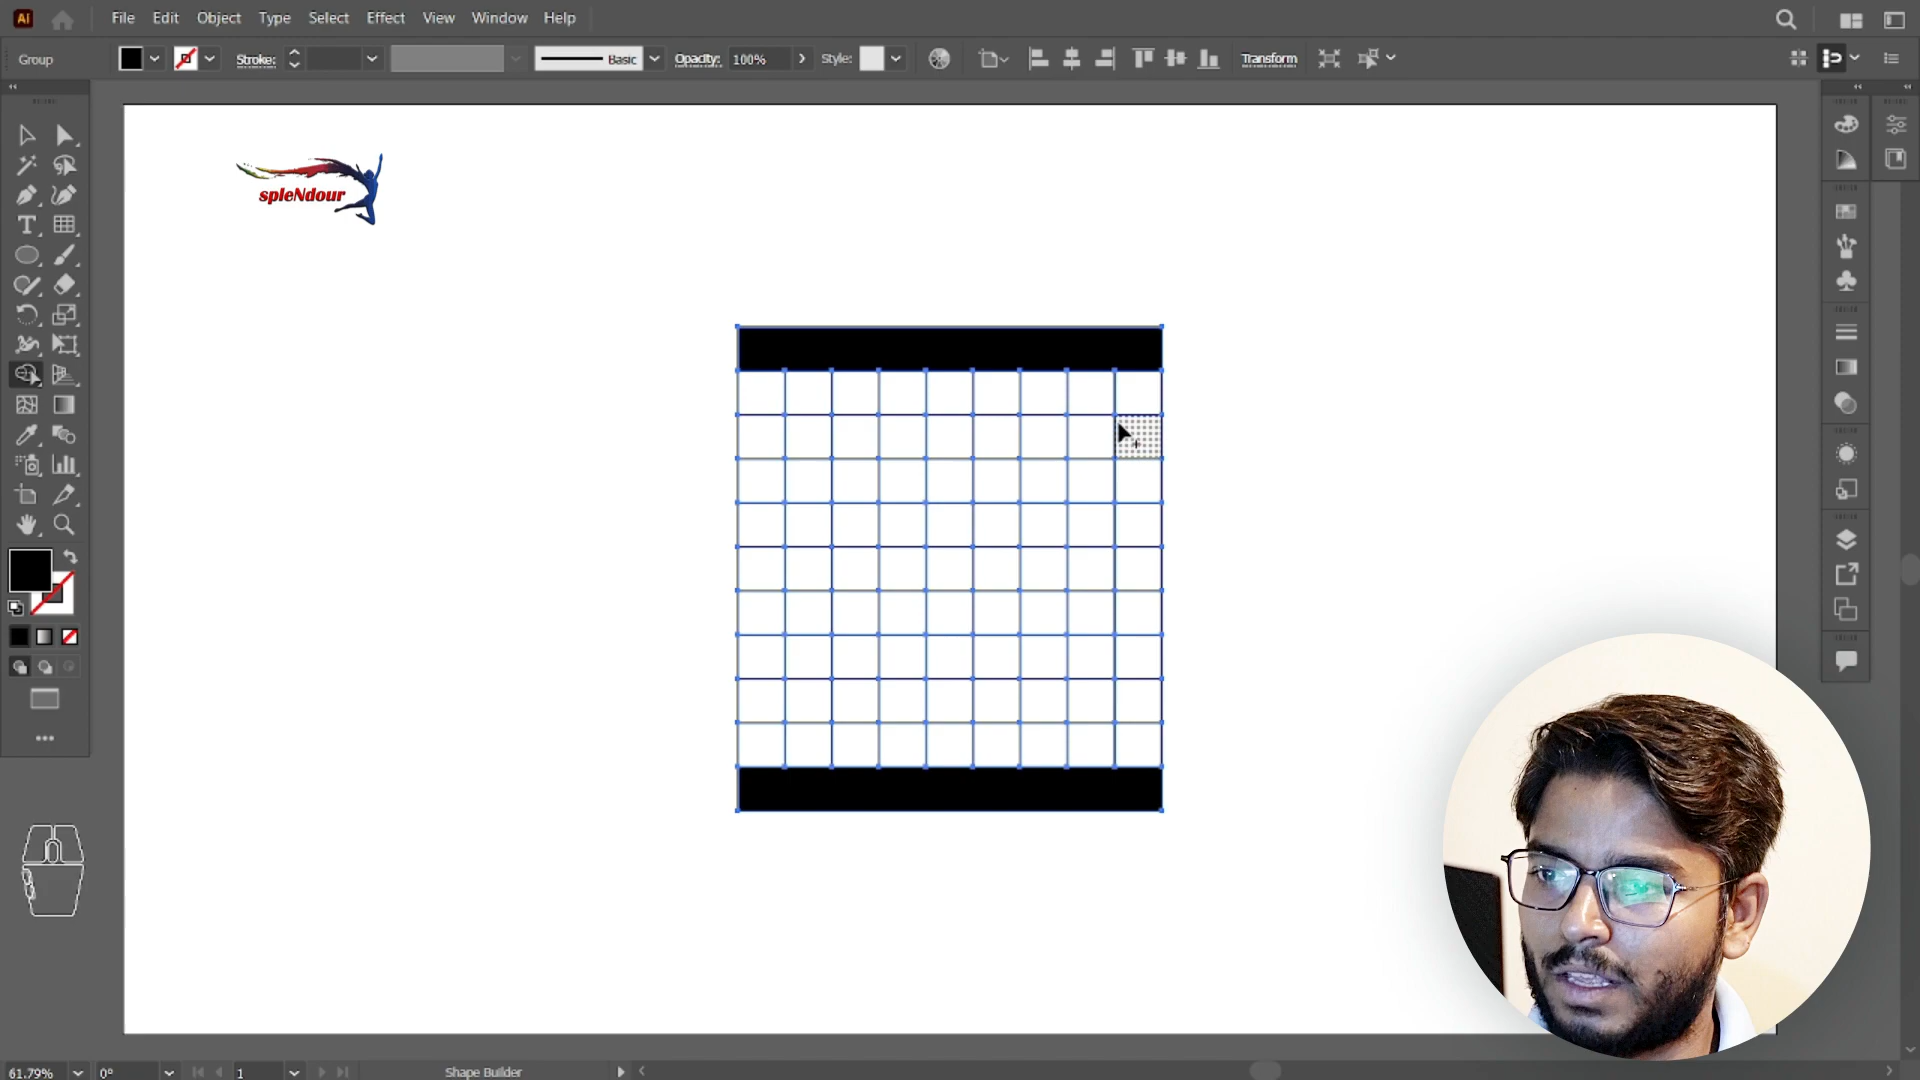 Ai File Edit Object Type Select Effect View Window Help
Group Stroke: Basic Opacity: 100% Style: Transform
spleNdour
61.79% 0° 1 Shape Builder